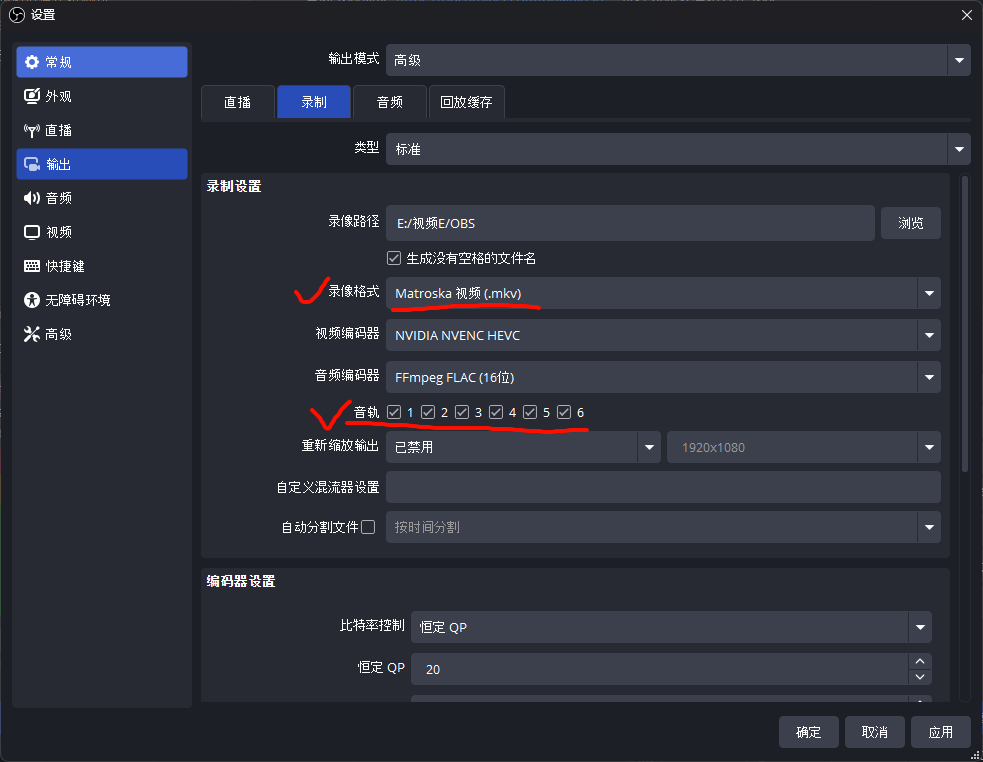 设置
常规
外观
直播
输出
音频
视频
快捷键
无障碍环境
高级
输出模式 高级
直播 录制 音频 回放缓存
类型 标准
录制设置
录像路径 E:/视频E/OBS 浏览
生成没有空格的文件名
录像格式 Matroska 视频 (.mkv)
视频编码器 NVIDIA NVENC HEVC
音频编码器 FFmpeg FLAC (16位)
音轨 1 2 3 4 5 6
重新缩放输出 已禁用 1920x1080
自定义混流器设置
自动分割文件 按时间分割
编码器设置
比特率控制 恒定 QP
恒定 QP 20
确定 取消 应用